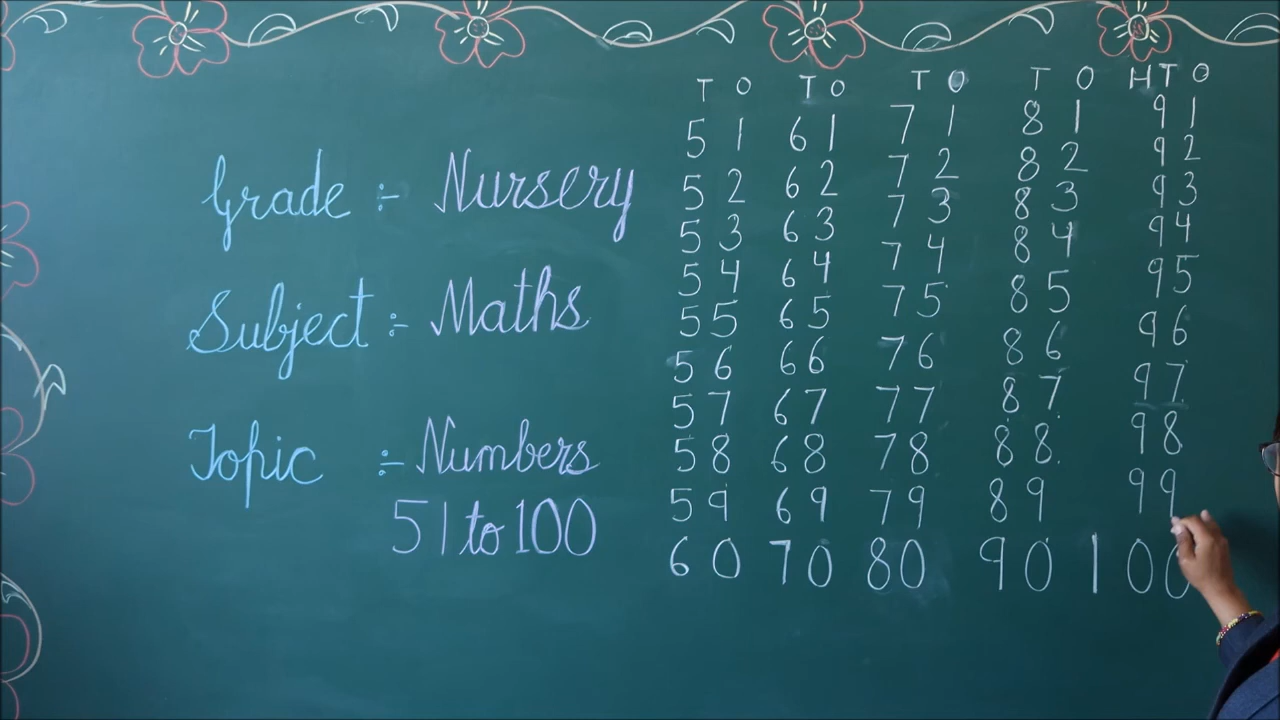 Grade :- Nursery
Subject :- Maths
Topic :- Numbers
51 to 100
T O T O T O T O H T O
51 61 71 81 91
52 62 72 82 92
53 63 73 83 93
54 64 74 84 94
55 65 75 85 95
56 66 76 86 96
57 67 77 87 97
58 68 78 88 98
59 69 79 89 99
60 70 80 90 100